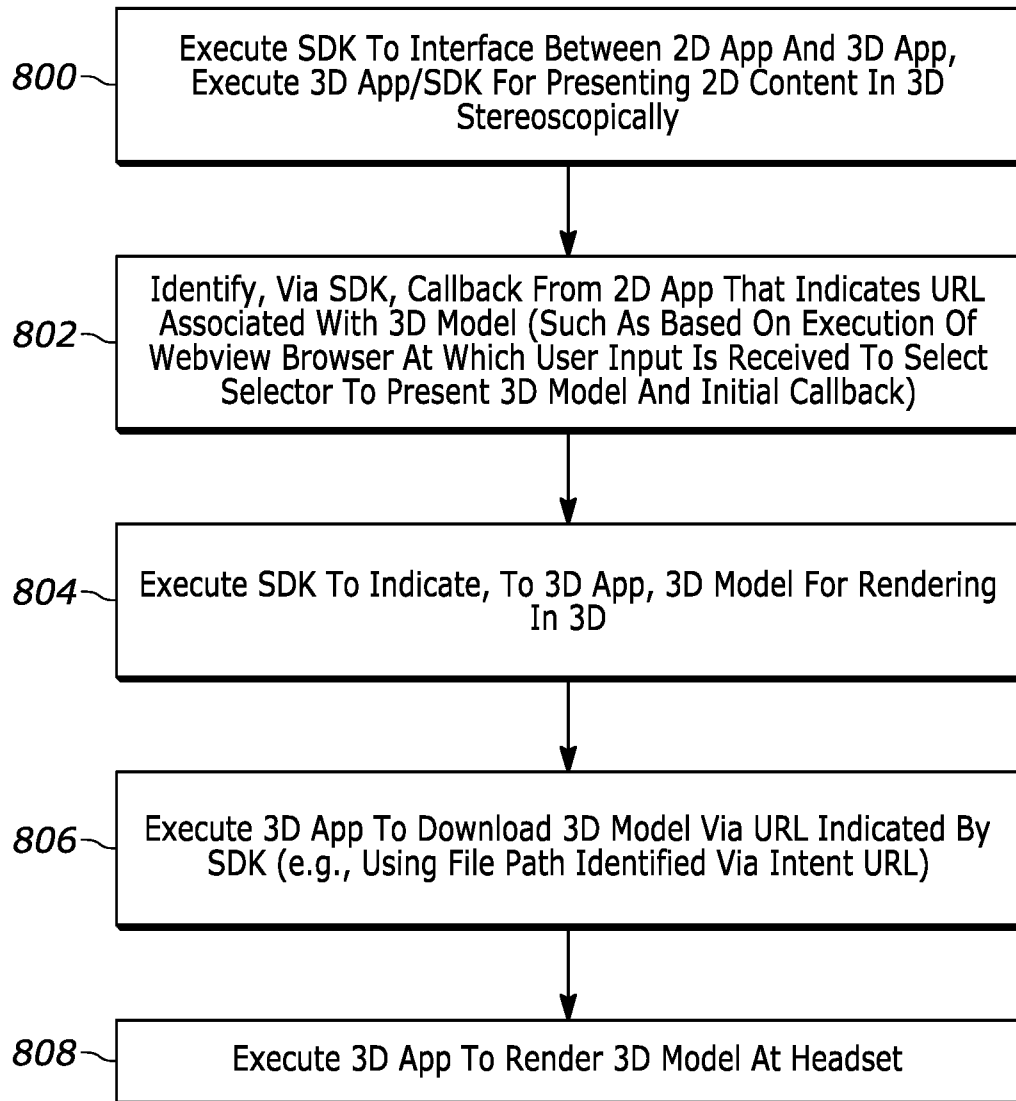 800
Execute SDK To Interface Between 2D App And 3D App,
Execute 3D App/SDK For Presenting 2D Content In 3D
Stereoscopically
802
Identify, Via SDK, Callback From 2D App That Indicates URL
Associated With 3D Model (Such As Based On Execution Of
Webview Browser At Which User Input Is Received To Select
Selector To Present 3D Model And Initial Callback)
804
Execute SDK To Indicate, To 3D App, 3D Model For Rendering
In 3D
806
Execute 3D App To Download 3D Model Via URL Indicated By
SDK (e.g., Using File Path Identified Via Intent URL)
808
Execute 3D App To Render 3D Model At Headset